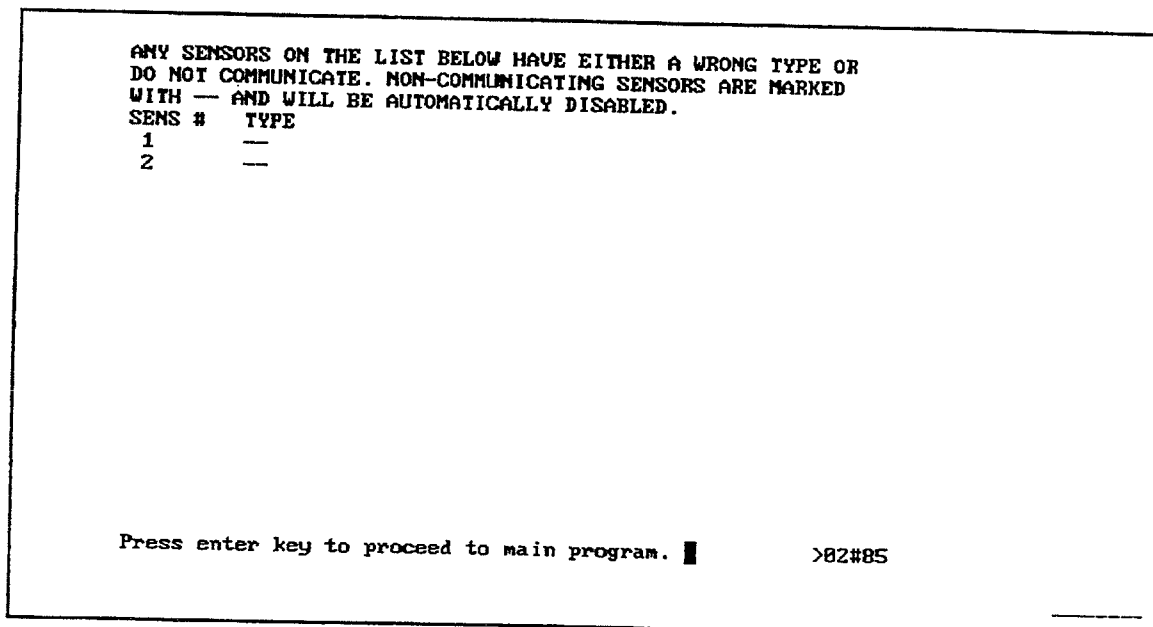 ANY SENSORS ON THE LIST BELOW HAVE EITHER A WRONG TYPE OR
DO NOT COMMUNICATE. NON-COMMUNICATING SENSORS ARE MARKED
WITH -- AND WILL BE AUTOMATICALLY DISABLED.
SENS # TYPE
1 --
2 --
Press enter key to proceed to main program. >02#85